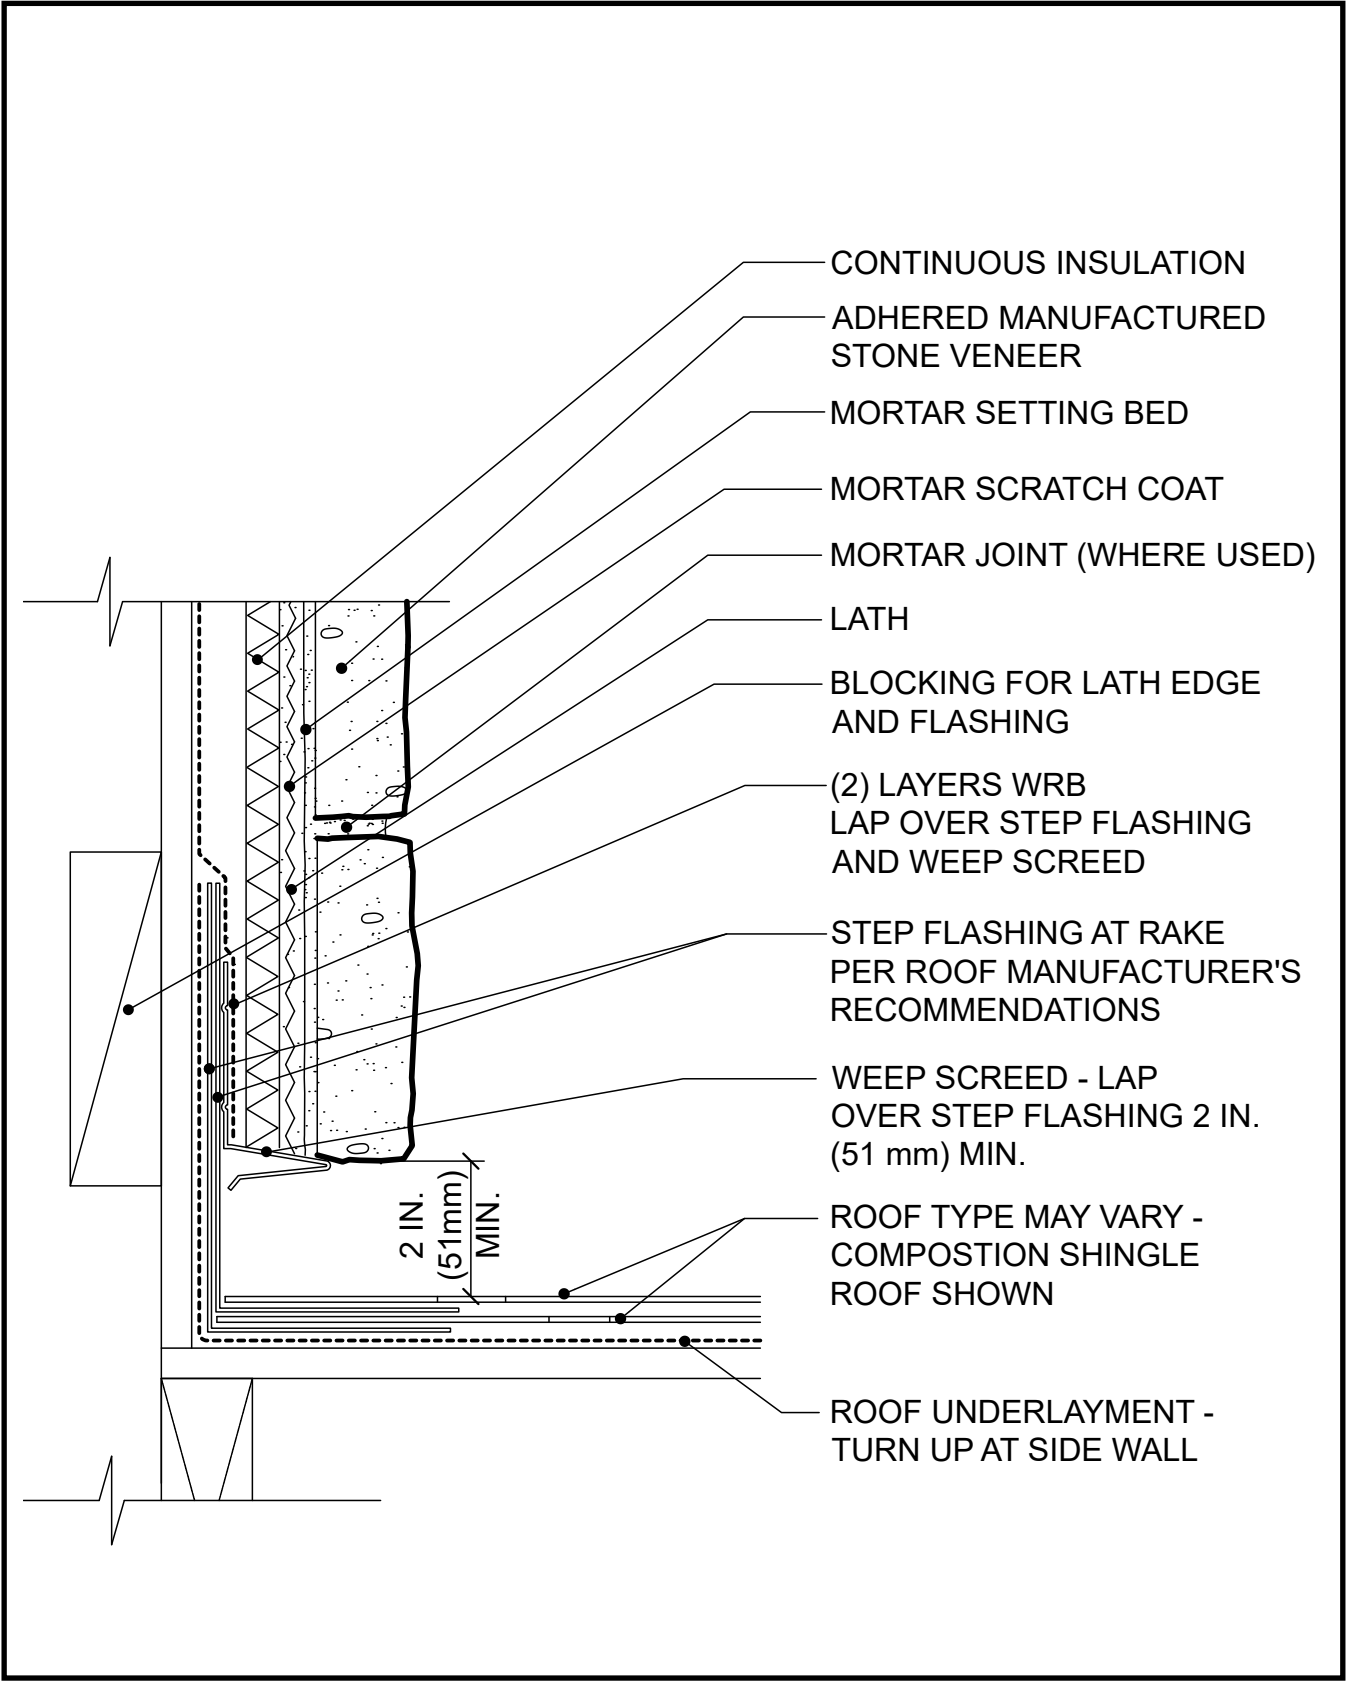 CONTINUOUS INSULATION
ADHERED MANUFACTURED
STONE VENEER
MORTAR SETTING BED
MORTAR SCRATCH COAT
MORTAR JOINT (WHERE USED)
LATH
BLOCKING FOR LATH EDGE
AND FLASHING
(2) LAYERS WRB
LAP OVER STEP FLASHING
AND WEEP SCREED
STEP FLASHING AT RAKE
PER ROOF MANUFACTURER'S
RECOMMENDATIONS
WEEP SCREED - LAP
OVER STEP FLASHING 2 IN.
(51 mm) MIN.
2 IN.
(51mm)
MIN.
ROOF TYPE MAY VARY -
COMPOSTION SHINGLE
ROOF SHOWN
ROOF UNDERLAYMENT -
TURN UP AT SIDE WALL